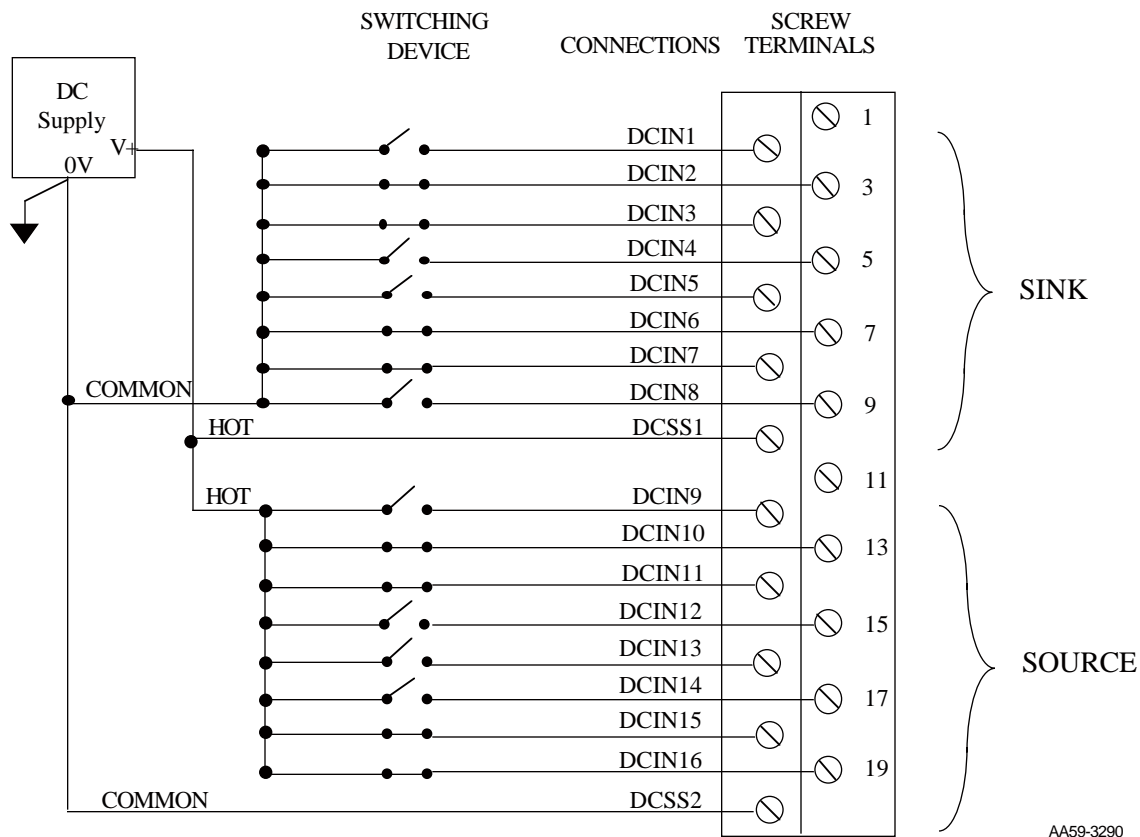 SWITCHING
DEVICE
CONNECTIONS
SCREW
TERMINALS
DC
Supply
V+
0V
DCIN1
1
DCIN2
3
DCIN3
DCIN4
5
DCIN5
SINK
DCIN6
7
DCIN7
COMMON
DCIN8
9
HOT
DCSS1
11
HOT
DCIN9
DCIN10
13
DCIN11
DCIN12
15
DCIN13
SOURCE
DCIN14
17
DCIN15
DCIN16
19
COMMON
DCSS2
AA59-3290